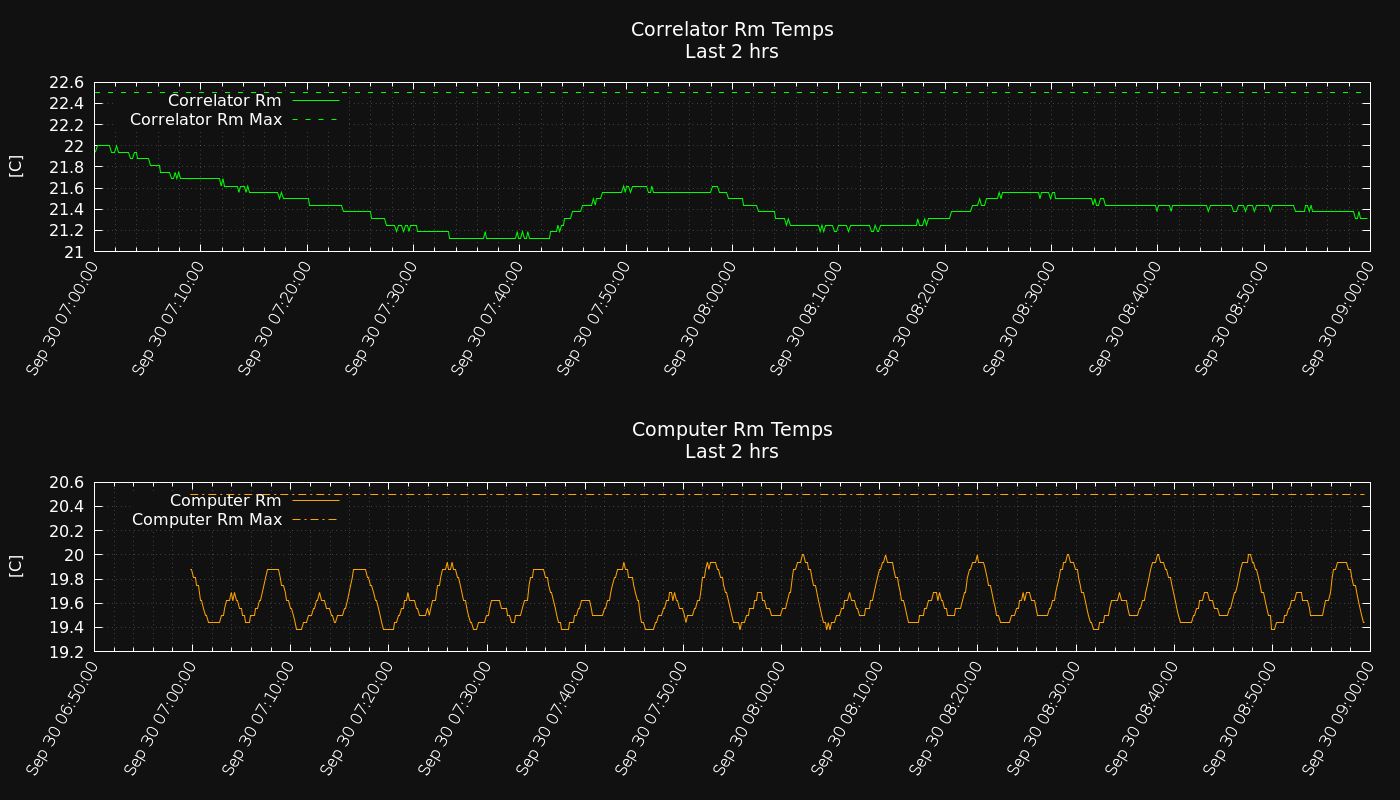 Correlator Rm Temps
Last 2 hrs
[C]
22.6
22.4
22.2
22
21.8
21.6
21.4
21.2
21
Correlator Rm
Correlator Rm Max
Sep 30 07:00:00
Sep 30 07:10:00
Sep 30 07:20:00
Sep 30 07:30:00
Sep 30 07:40:00
Sep 30 07:50:00
Sep 30 08:00:00
Sep 30 08:10:00
Sep 30 08:20:00
Sep 30 08:30:00
Sep 30 08:40:00
Sep 30 08:50:00
Sep 30 09:00:00
Computer Rm Temps
Last 2 hrs
[C]
20.6
20.4
20.2
20
19.8
19.6
19.4
19.2
Computer Rm
Computer Rm Max
Sep 30 06:50:00
Sep 30 07:00:00
Sep 30 07:10:00
Sep 30 07:20:00
Sep 30 07:30:00
Sep 30 07:40:00
Sep 30 07:50:00
Sep 30 08:00:00
Sep 30 08:10:00
Sep 30 08:20:00
Sep 30 08:30:00
Sep 30 08:40:00
Sep 30 08:50:00
Sep 30 09:00:00